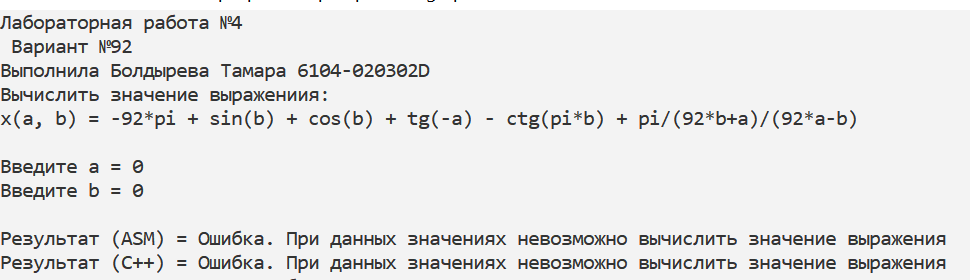 Лабораторная работа №4
Вариант №92
Выполнила Болдырева Тамара 6104-020302D
Вычислить значение выражениия:
x(a, b) = -92*pi + sin(b) + cos(b) + tg(-a) - ctg(pi*b) + pi/(92*b+a)/(92*a-b)
Введите a = 0
Введите b = 0
Результат (ASM) = Ошибка. При данных значениях невозможно вычислить значение выражения
Результат (C++) = Ошибка. При данных значениях невозможно вычислить значение выражения